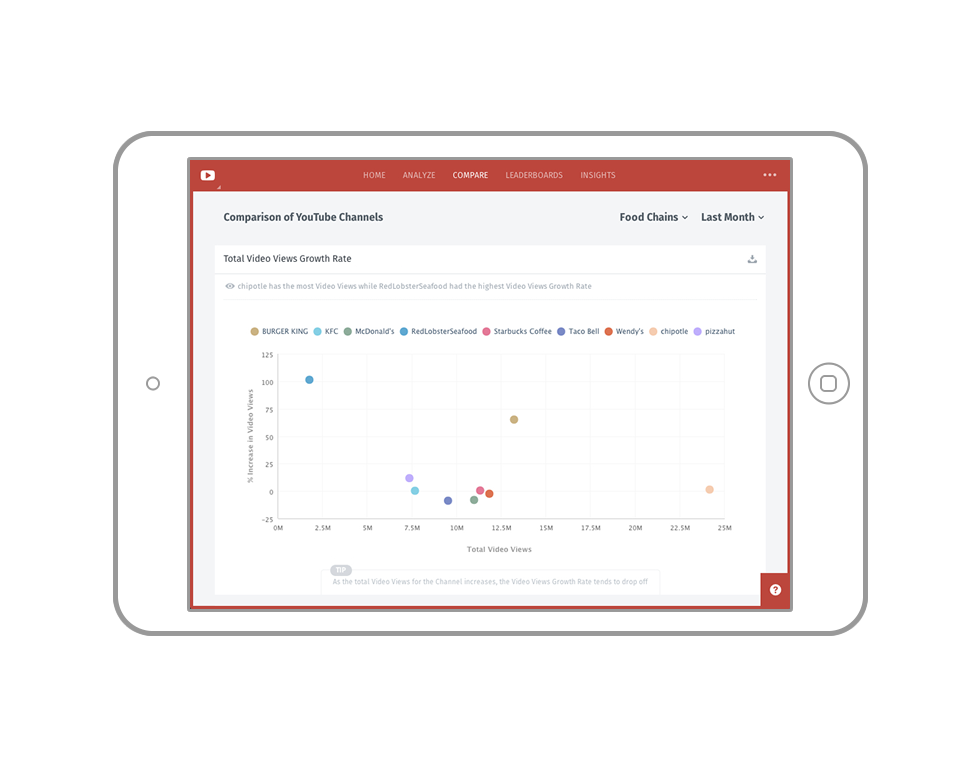 HOME ANALYZE COMPARE LEADERBOARDS INSIGHTS
Comparison of YouTube Channels Food Chains Last Month
Total Video Views Growth Rate
chipotle has the most Video Views while RedLobsterSeafood had the highest Video Views Growth Rate
BURGER KING KFC McDonald's RedLobsterSeafood Starbucks Coffee Taco Bell Wendy's chipotle pizzahut
% Increase in Video Views
125
100
75
50
25
0
-25
0M 2.5M 5M 7.5M 10M 12.5M 15M 17.5M 20M 22.5M 25M
Total Video Views
TIP
As the total Video Views for the Channel increases, the Video Views Growth Rate tends to drop off
?